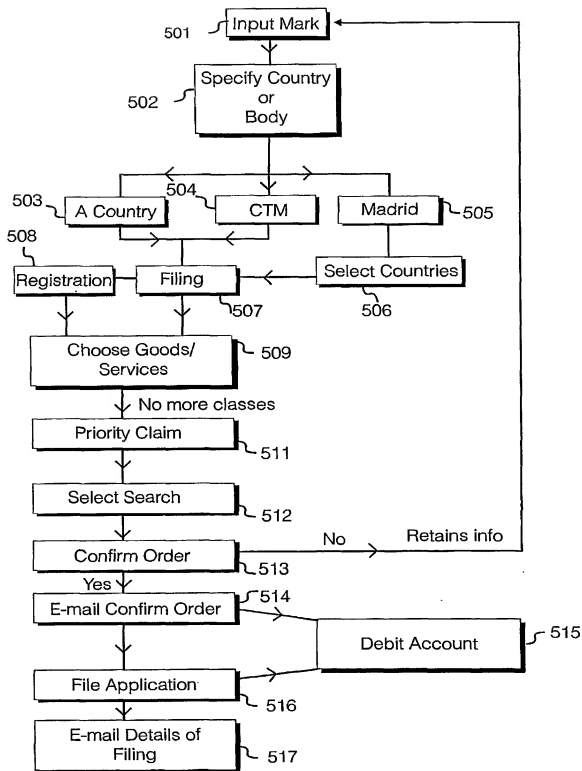 Input Mark
501
Specify Country
or
Body
502
503
504
A Country
CTM
Madrid
505
508
Registration
Filing
Select Countries
507
506
Choose Goods/
Services
509
No more classes
Priority Claim
511
Select Search
512
No
Retains info
Confirm Order
513
Yes
514
E-mail Confirm Order
Debit Account
515
File Application
516
E-mail Details of
Filing
517